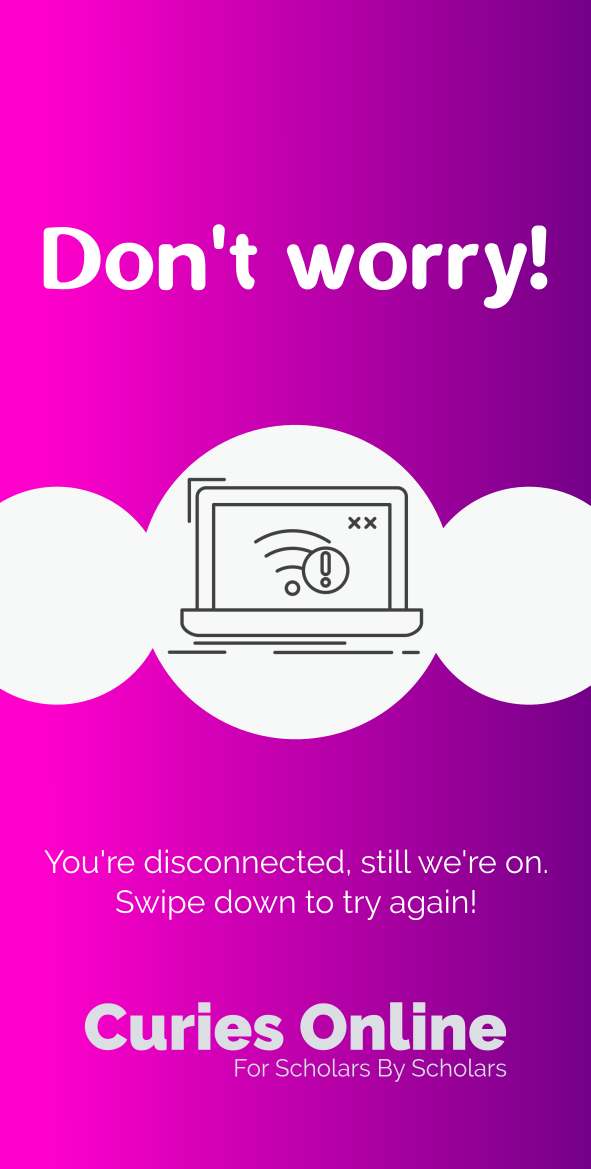 Don't worry!
You're disconnected, still we're on.
Swipe down to try again!
Curies Online
For Scholars By Scholars